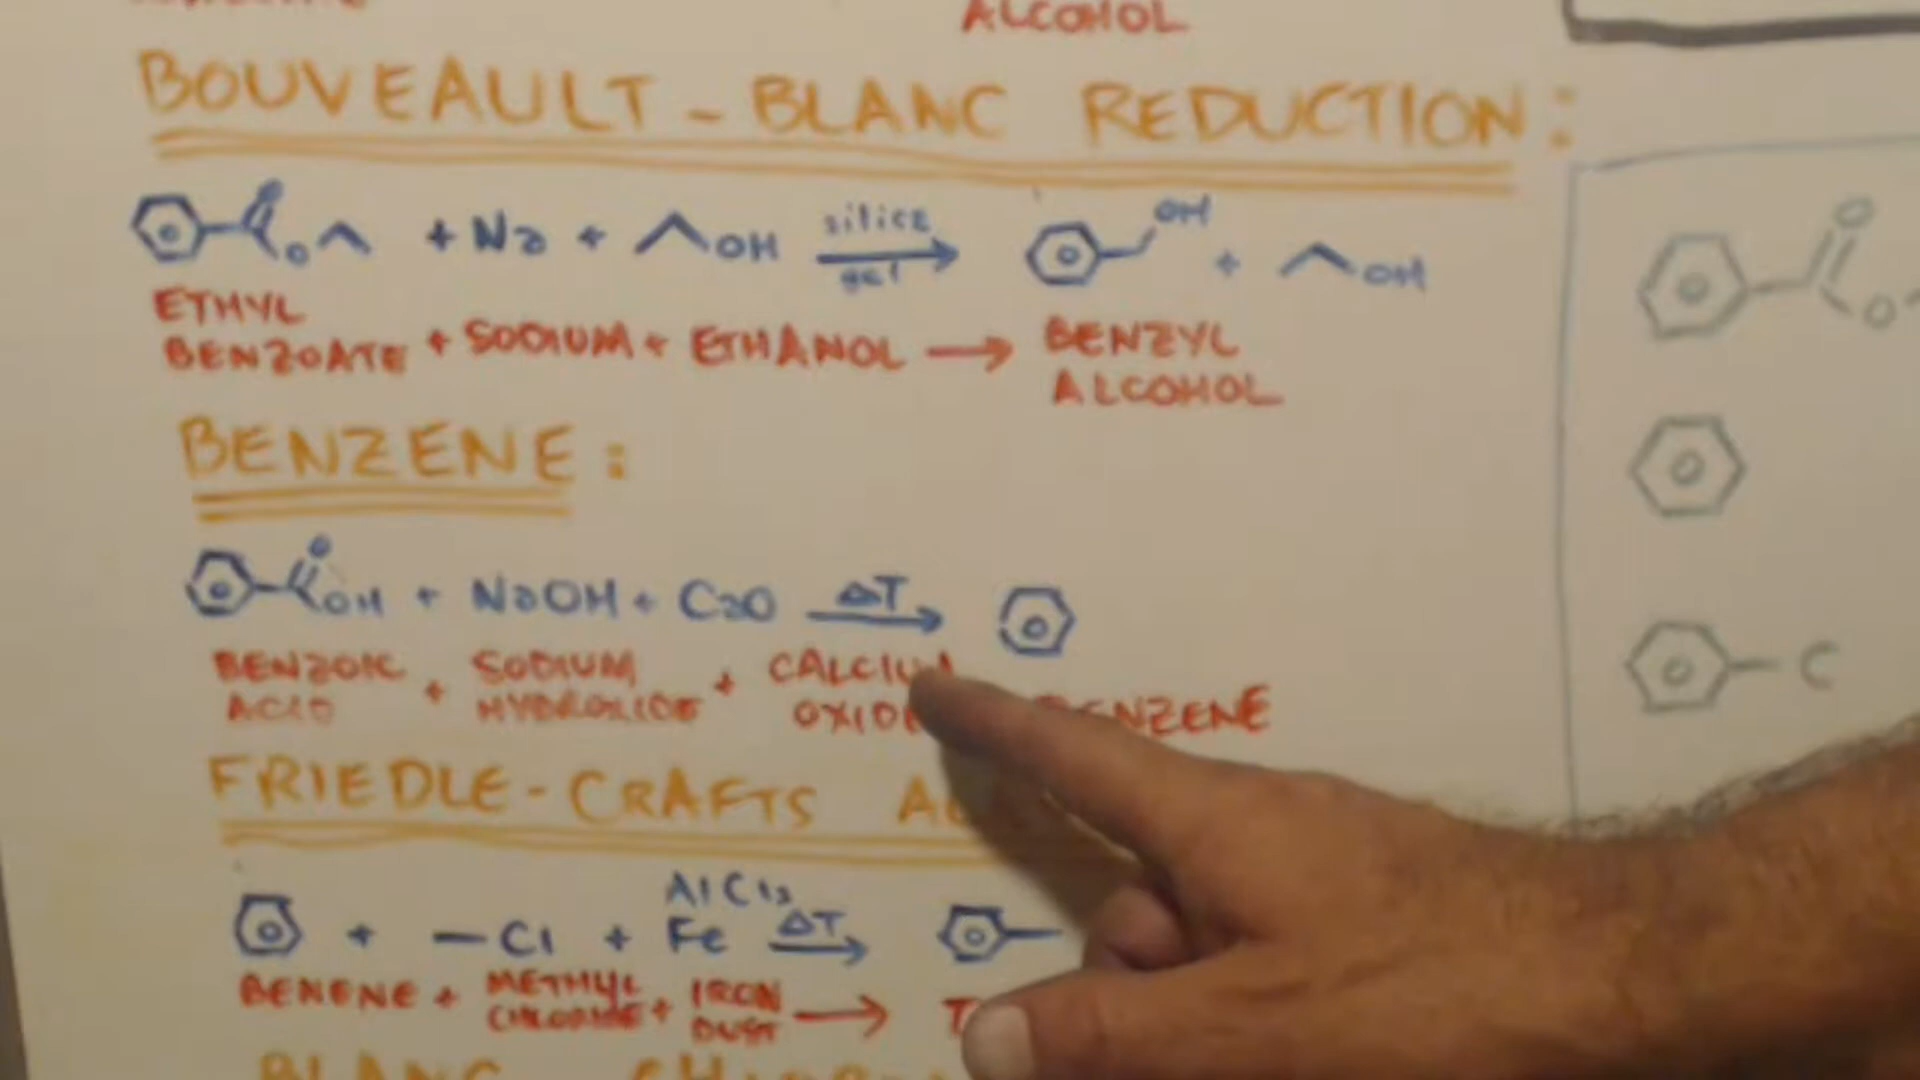 ALCOHOL
BOUVEAULT - BLANC REDUCTION:
O + Na + OH silica gel OH + OH
ETHYL BENZOATE + SODIUM + ETHANOL → BENZYL ALCOHOL
BENZENE:
O OH + NaOH + CaO ΔT
BENZOIC ACID + SODIUM HYDROXIDE + CALCIUM OXIDE BENZENE
FRIEDLE-CRAFTS
+ Cl + AlCl3 Fe ΔT
BENENE + METHYL CHLORIDE + IRON DUST → T
BLANC
O
O
C